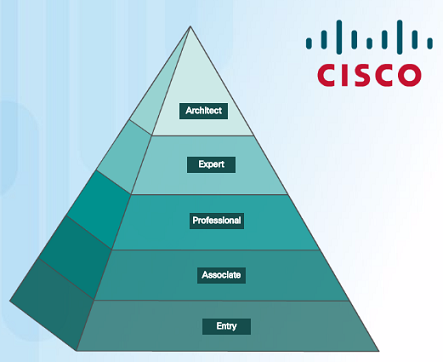 CISCO
Architect
Expert
Professional
Associate
Entry